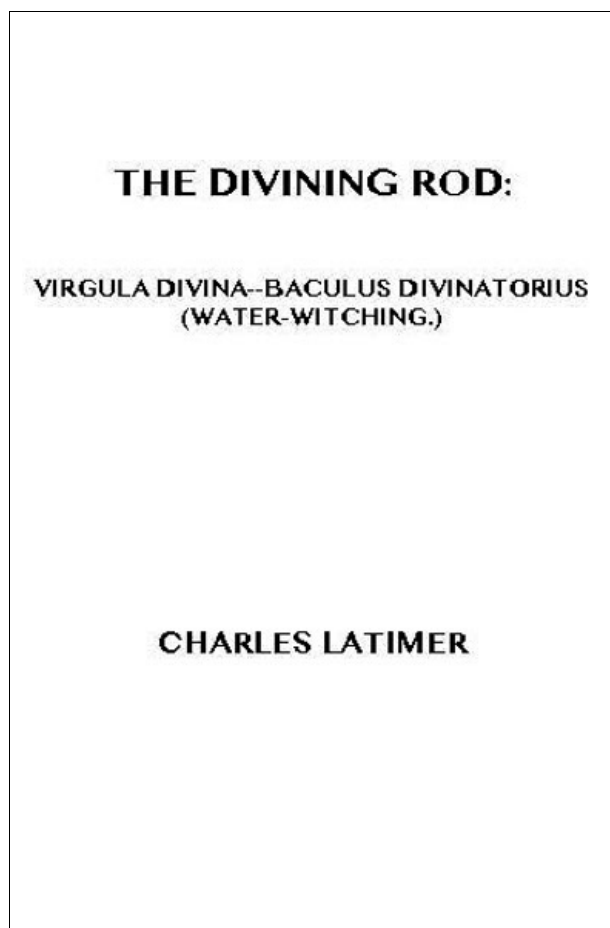 THE DIVINING ROD:
VIRGULA DIVINA--BACULUS DIVINATORIUS
(WATER-WITCHING.)
CHARLES LATIMER